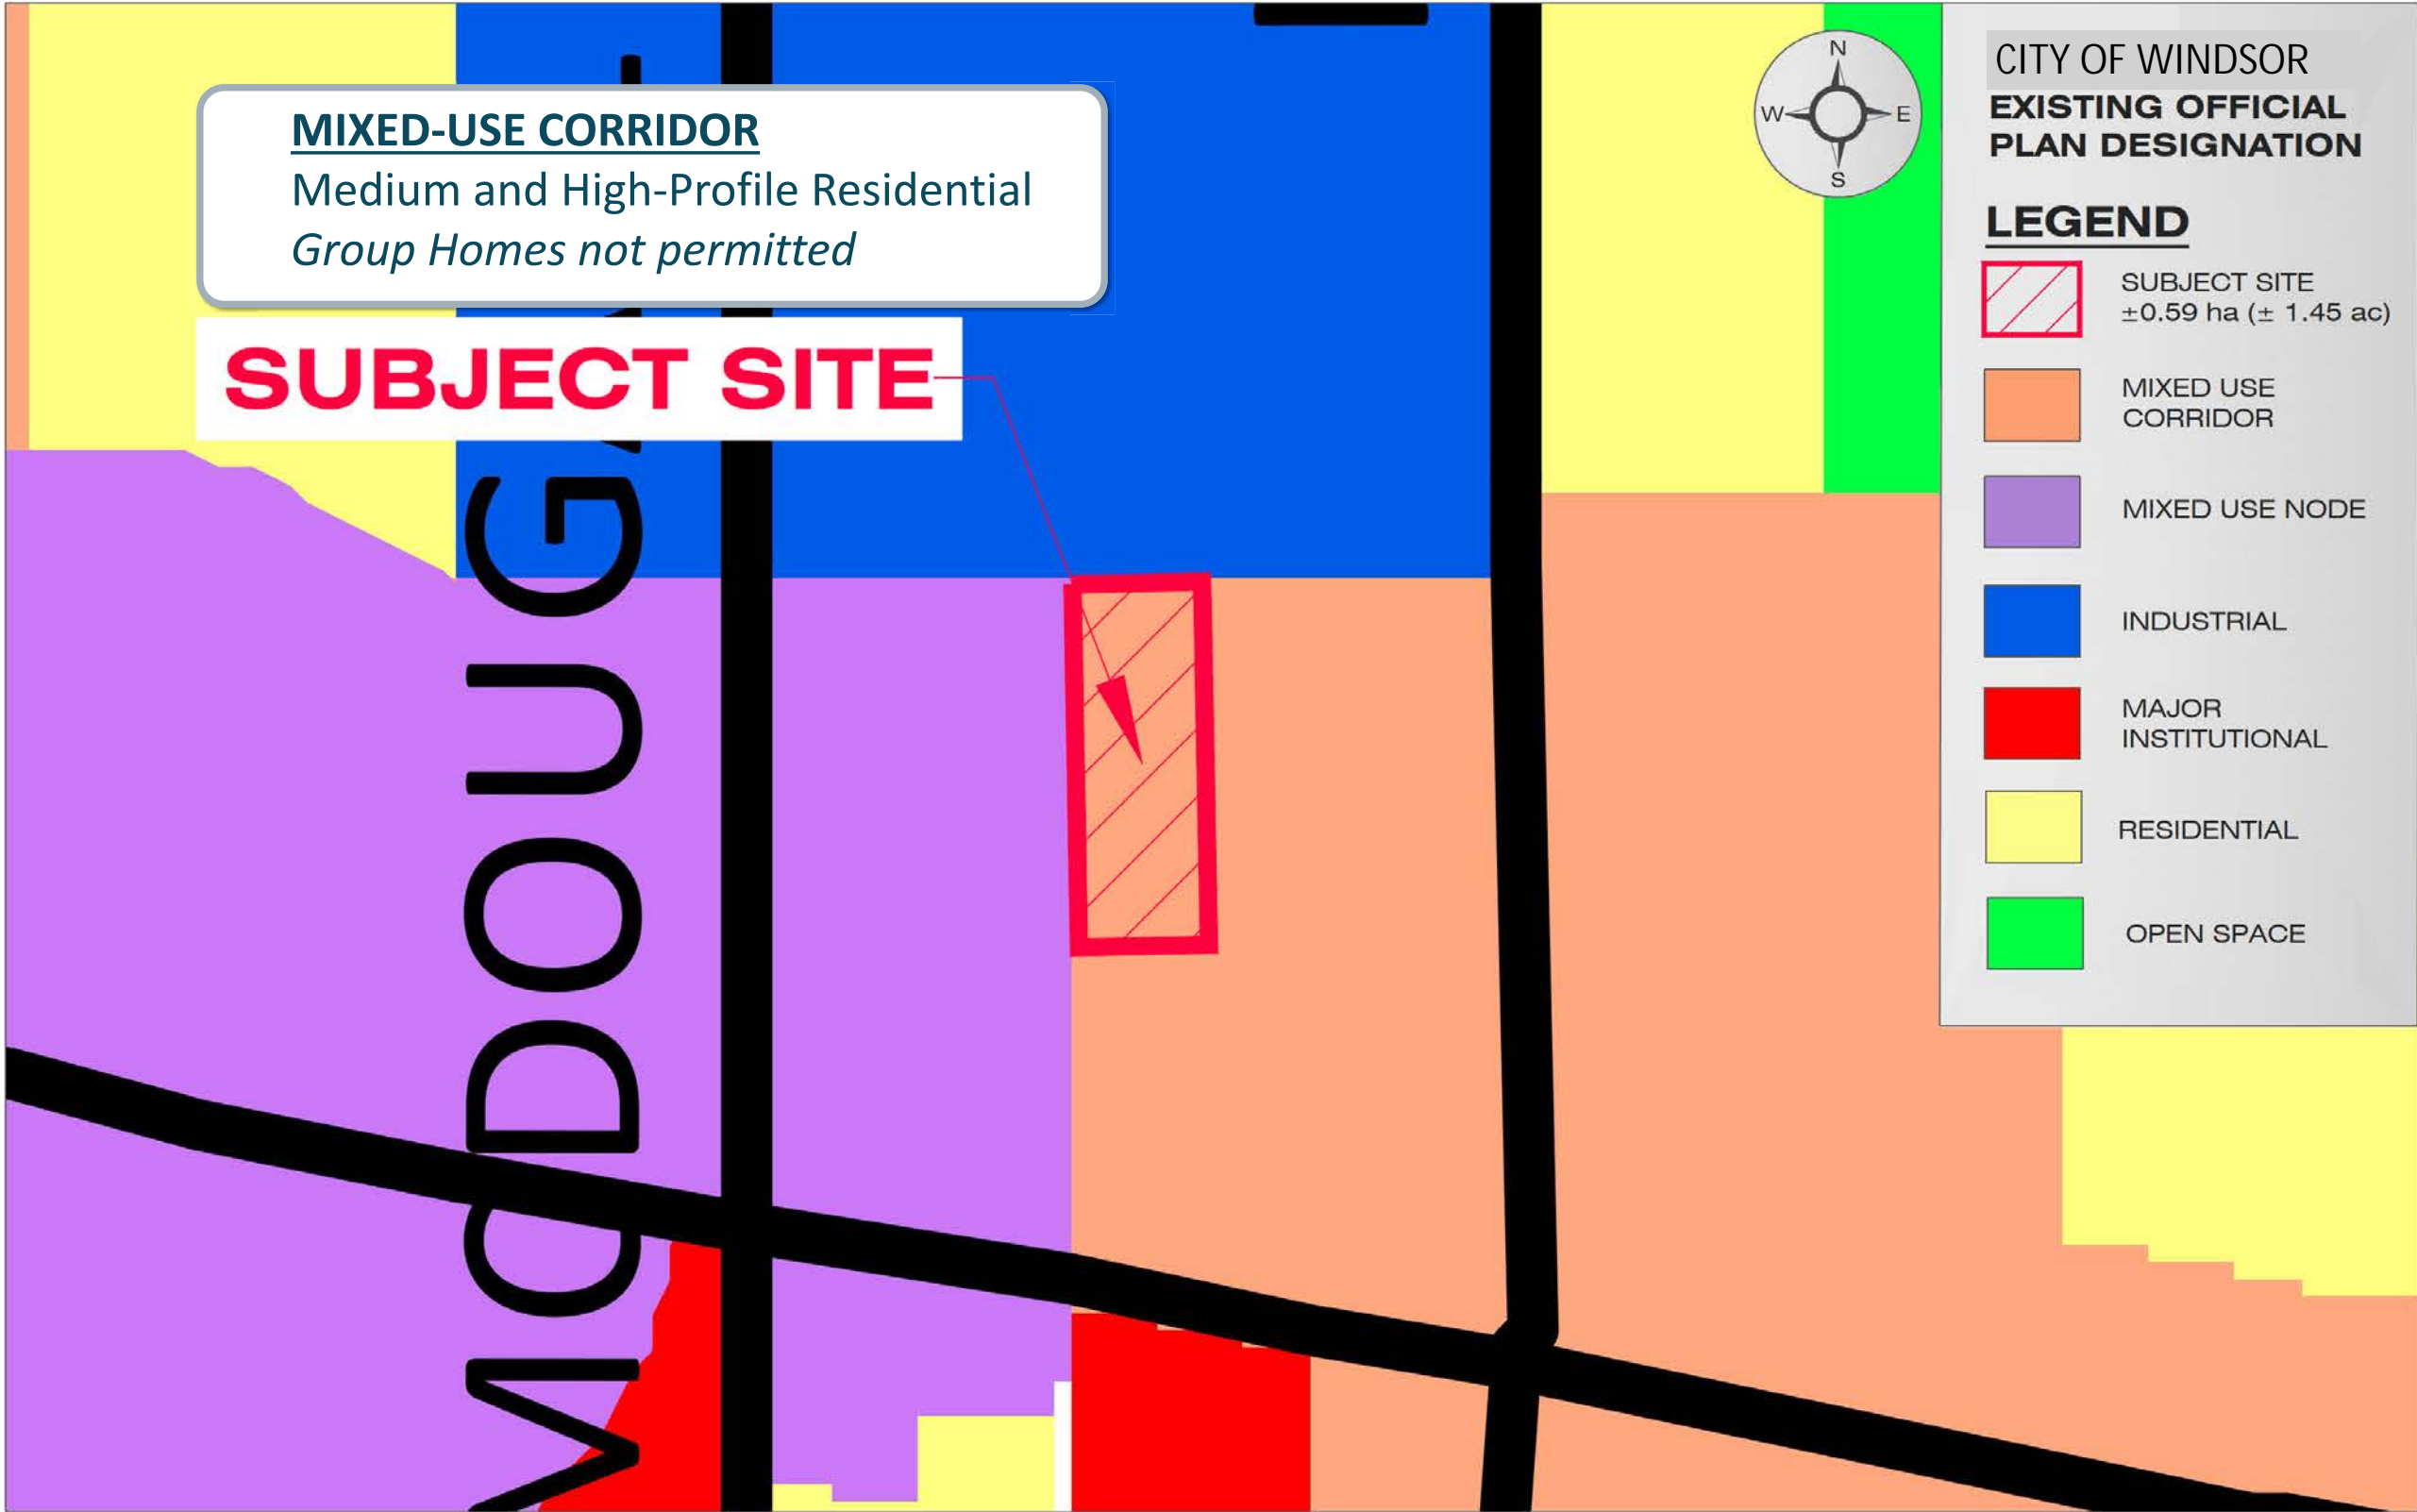 MIXED-USE CORRIDOR
Medium and High-Profile Residential
Group Homes not permitted
SUBJECT SITE
MCDOUGA
N
W
E
S
CITY OF WINDSOR
EXISTING OFFICIAL
PLAN DESIGNATION
LEGEND
SUBJECT SITE
±0.59 ha (± 1.45 ac)
MIXED USE
CORRIDOR
MIXED USE NODE
INDUSTRIAL
MAJOR
INSTITUTIONAL
RESIDENTIAL
OPEN SPACE